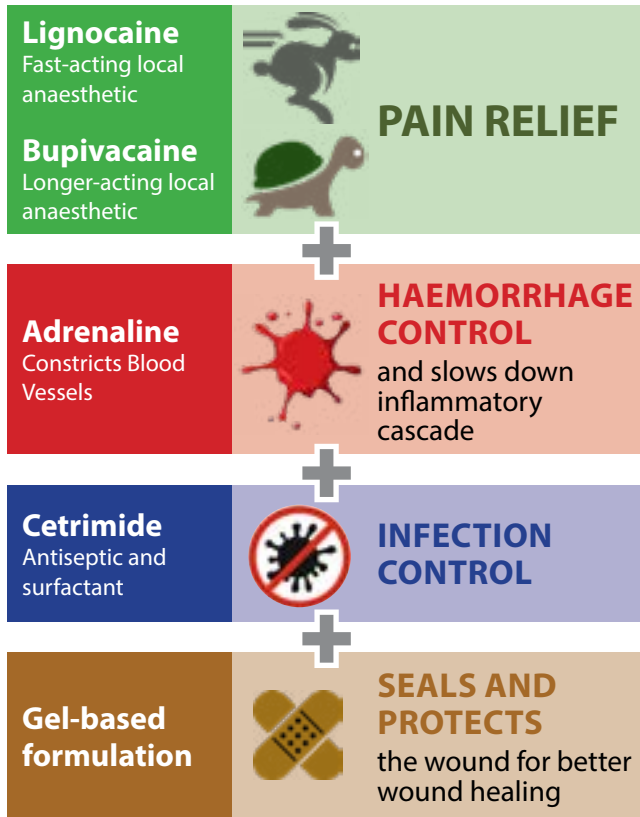 Lignocaine
Fast-acting local
anaesthetic
Bupivacaine
Longer-acting local
anaesthetic
PAIN RELIEF
Adrenaline
Constricts Blood
Vessels
HAEMORRHAGE
CONTROL
and slows down
inflammatory
cascade
Cetrimide
Antiseptic and
surfactant
INFECTION
CONTROL
Gel-based
formulation
SEALS AND
PROTECTS
the wound for better
wound healing